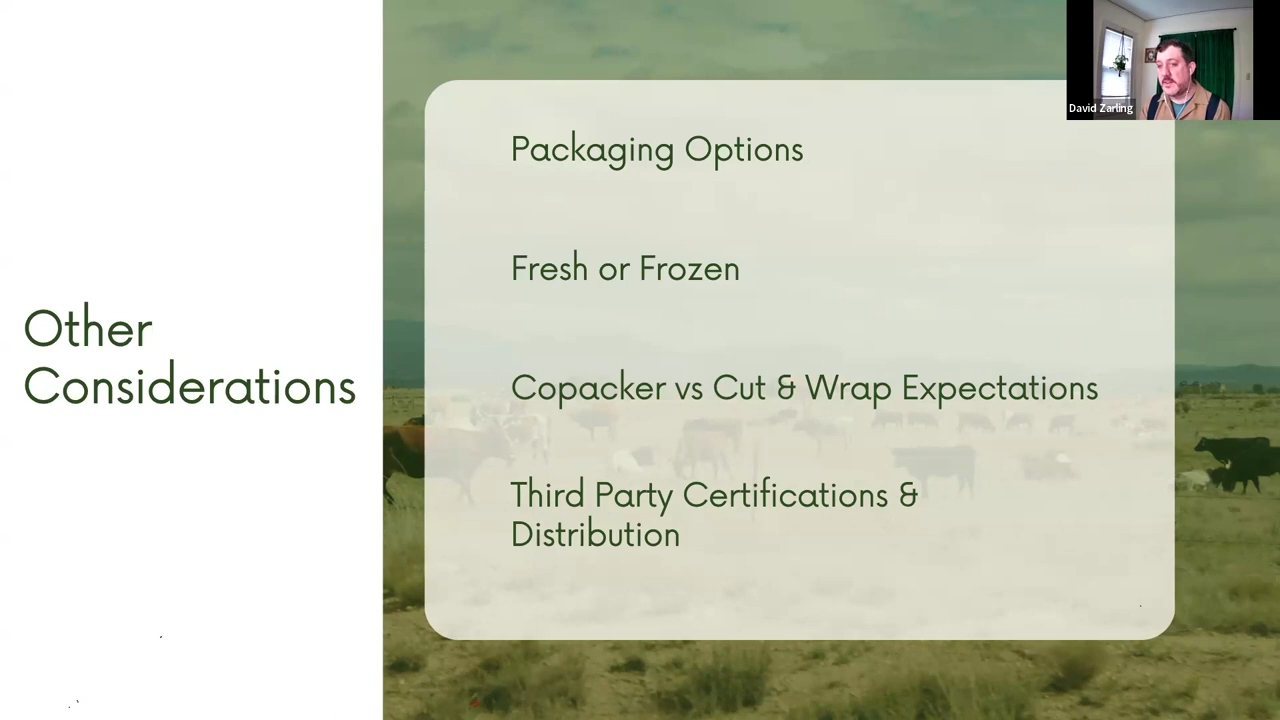 Other
Considerations
Packaging Options
Fresh or Frozen
Copacker vs Cut & Wrap Expectations
Third Party Certifications &
Distribution
David Zarling